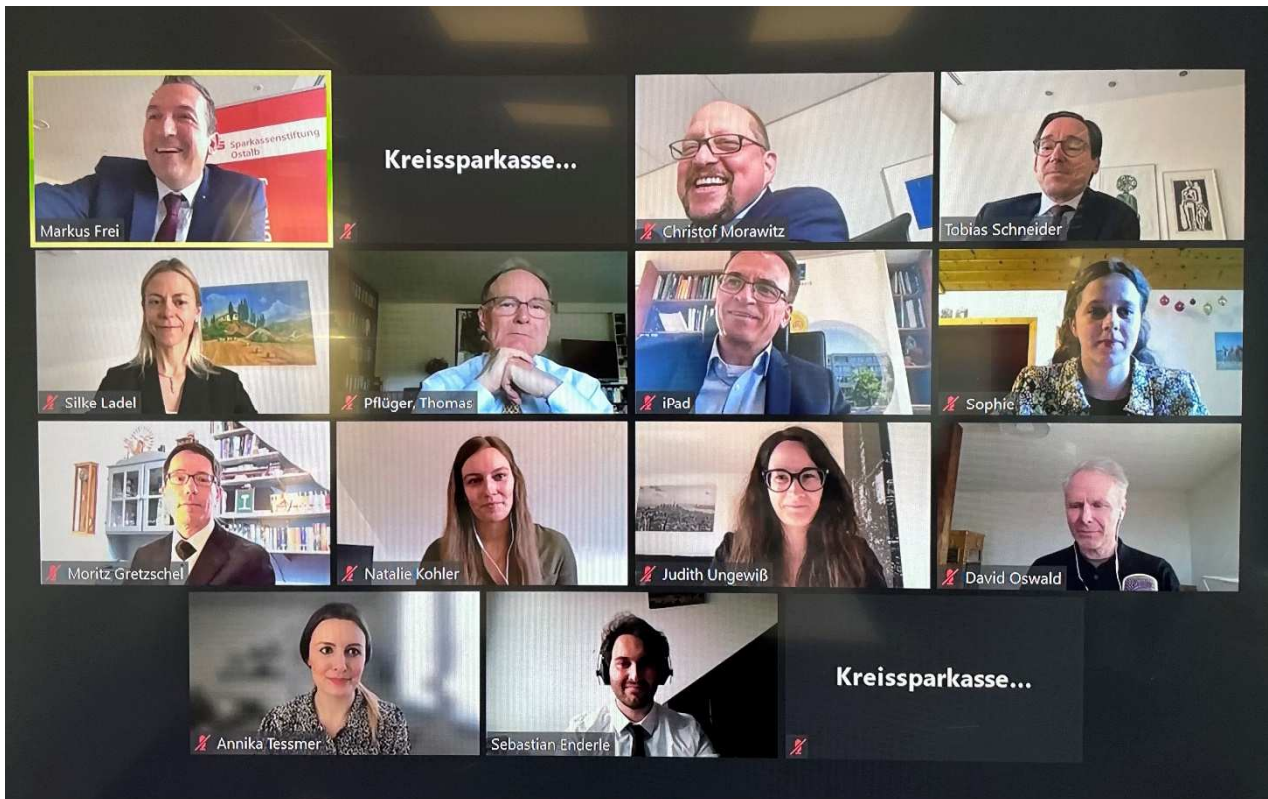 Sparkassenstiftung
Ostalb
Markus Frei
Kreissparkasse...
Christof Morawitz
Tobias Schneider
Silke Ladel
Pflüger, Thomas
iPad
Sophie
Moritz Gretzschel
Natalie Kohler
Judith Ungewiß
David Oswald
Annika Tessmer
Sebastian Enderle
Kreissparkasse...